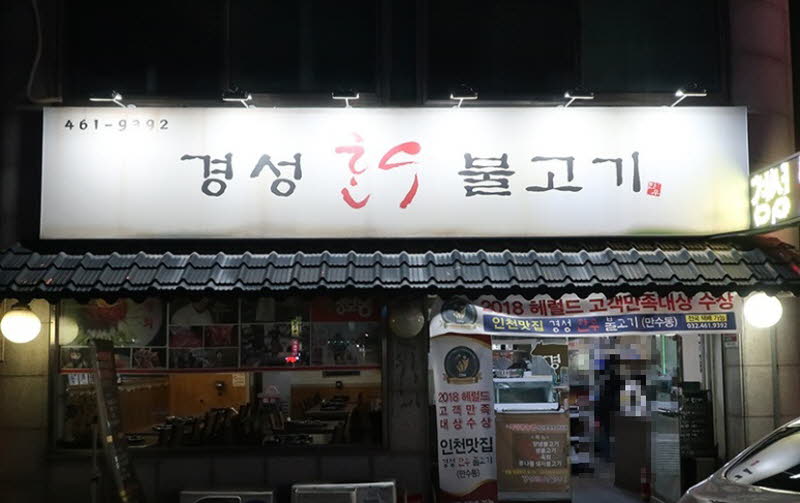 461-9392
경성 한우 불고기
경성
2018 헤럴드 고객만족대상 수상
인천맛집 경성 한우 불고기 (만수동)
032.461.9392
2018 헤럴드
고객만족
대상수상
인천맛집
경성 한우 불고기
(만수동)